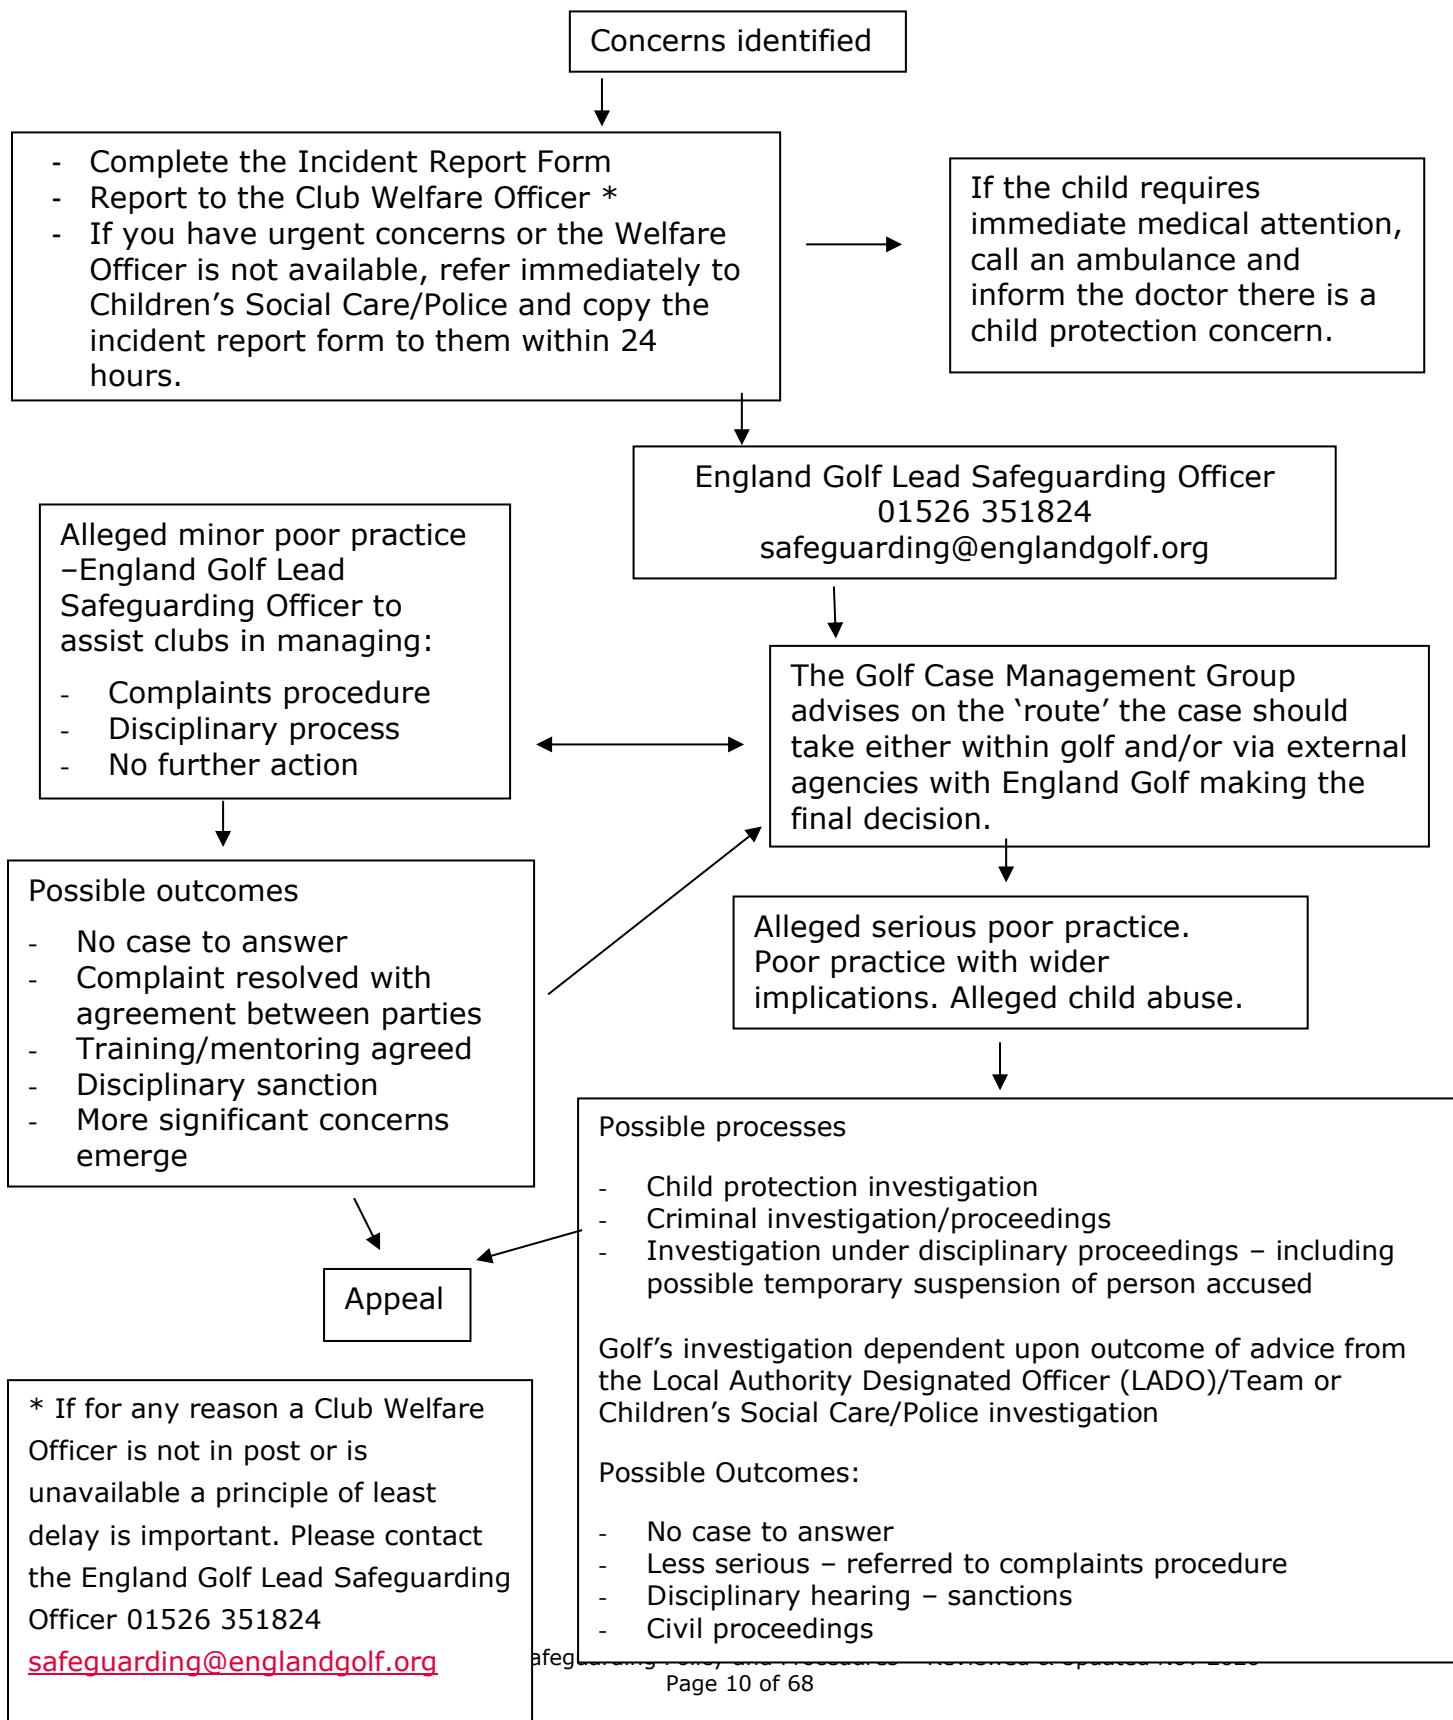 Concerns identified
- Complete the Incident Report Form
- Report to the Club Welfare Officer *
- If you have urgent concerns or the Welfare
Officer is not available, refer immediately to
Children’s Social Care/Police and copy the
incident report form to them within 24
hours.
If the child requires
immediate medical attention,
call an ambulance and
inform the doctor there is a
child protection concern.
England Golf Lead Safeguarding Officer
01526 351824
safeguarding@englandgolf.org
Alleged minor poor practice
–England Golf Lead
Safeguarding Officer to
assist clubs in managing:
- Complaints procedure
- Disciplinary process
- No further action
The Golf Case Management Group
advises on the ‘route’ the case should
take either within golf and/or via external
agencies with England Golf making the
final decision.
Possible outcomes
- No case to answer
- Complaint resolved with
agreement between parties
- Training/mentoring agreed
- Disciplinary sanction
- More significant concerns
emerge
Alleged serious poor practice.
Poor practice with wider
implications. Alleged child abuse.
Possible processes
- Child protection investigation
- Criminal investigation/proceedings
- Investigation under disciplinary proceedings – including
possible temporary suspension of person accused
Golf’s investigation dependent upon outcome of advice from
the Local Authority Designated Officer (LADO)/Team or
Children’s Social Care/Police investigation
Possible Outcomes:
- No case to answer
- Less serious – referred to complaints procedure
- Disciplinary hearing – sanctions
- Civil proceedings
Appeal
* If for any reason a Club Welfare
Officer is not in post or is
unavailable a principle of least
delay is important. Please contact
the England Golf Lead Safeguarding
Officer 01526 351824
safeguarding@englandgolf.org
Page 10 of 68